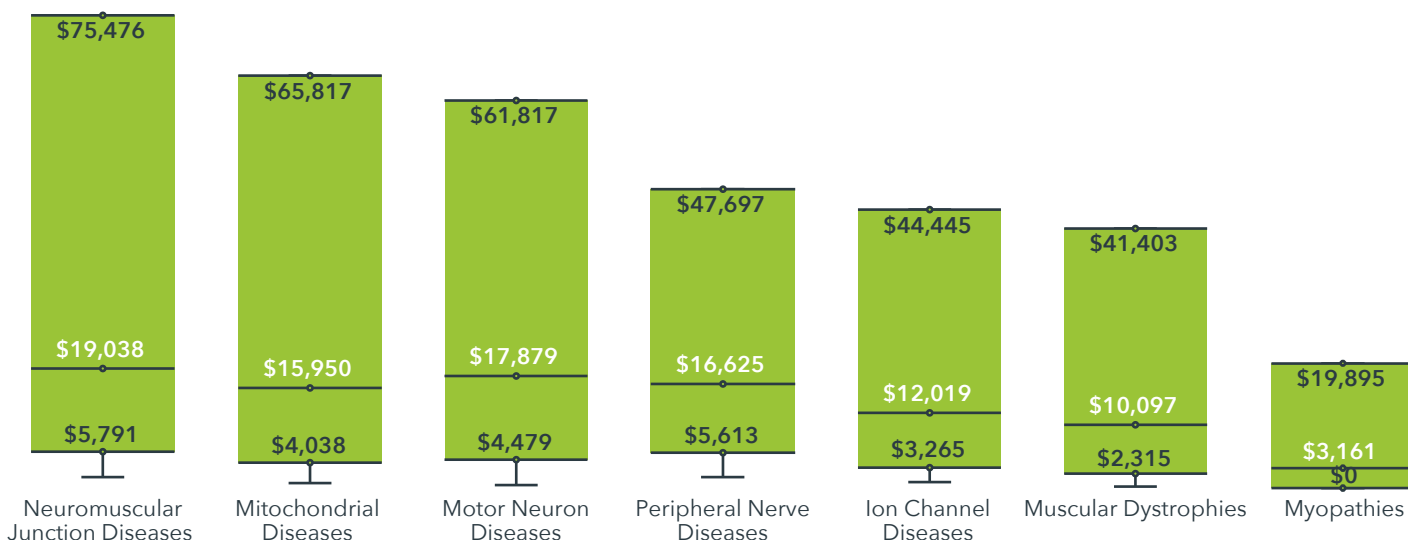 $75,476
$19,038
$5,791
Neuromuscular
Junction Diseases
$65,817
$15,950
$4,038
Mitochondrial
Diseases
$61,817
$17,879
$4,479
Motor Neuron
Diseases
$47,697
$16,625
$5,613
Peripheral Nerve
Diseases
$44,445
$12,019
$3,265
Ion Channel
Diseases
$41,403
$10,097
$2,315
Muscular Dystrophies
$19,895
$3,161
$0
Myopathies